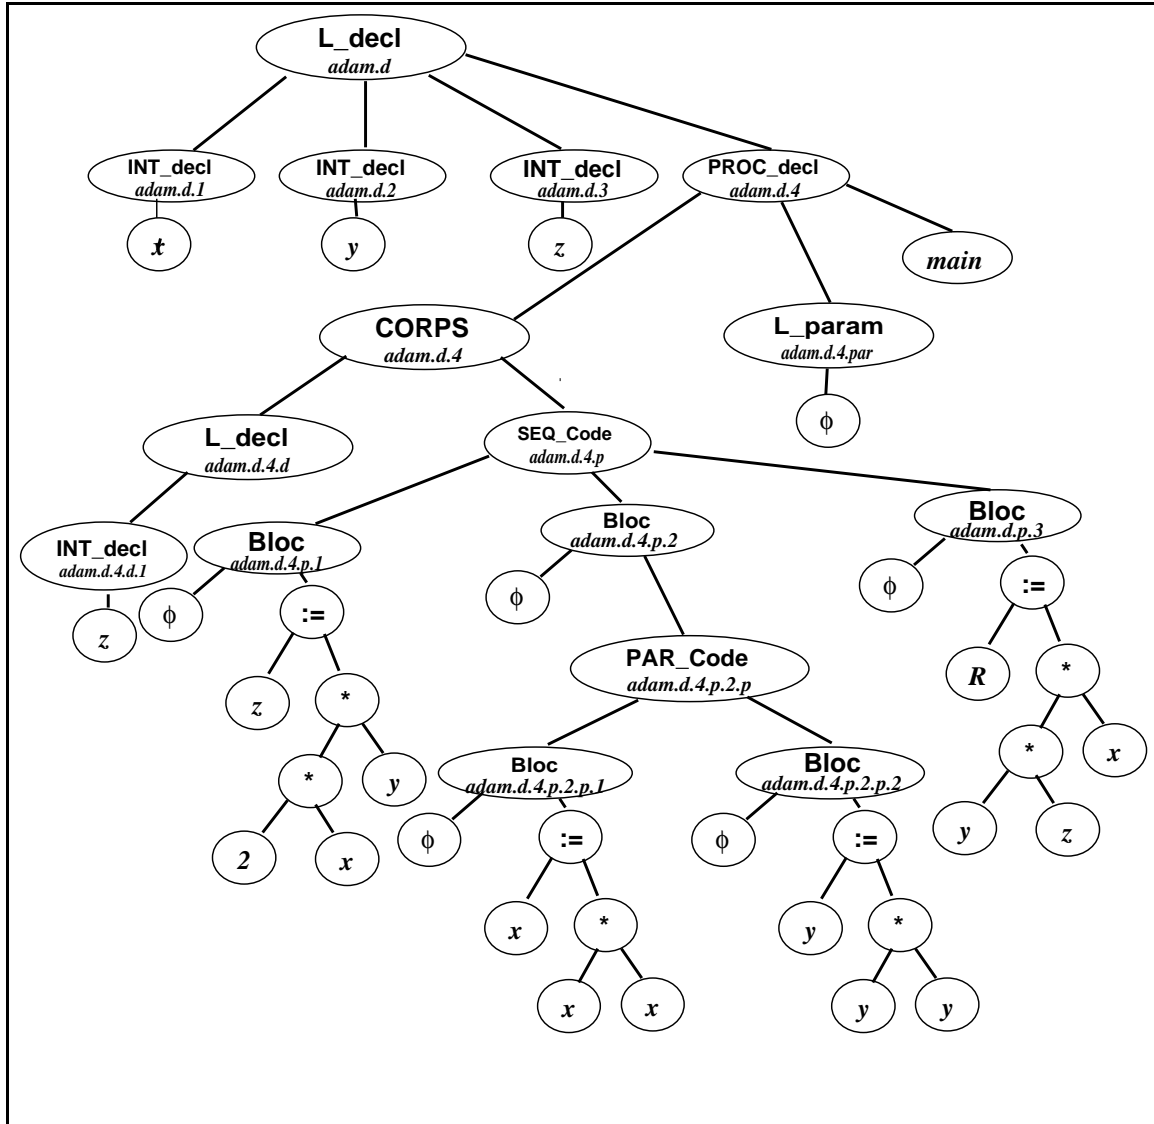 L_decl
adam.d
INT_decl
adam.d.1
INT_decl
adam.d.2
INT_decl
adam.d.3
PROC_decl
adam.d.4
y
z
main
CORPS
adam.d.4
L_param
adam.d.4.par
ϕ
L_decl
adam.d.4.d
SEQ_Code
adam.d.4.p
INT_decl
adam.d.4.d.1
Bloc
adam.d.4.p.1
Bloc
adam.d.4.p.2
Bloc
adam.d.p.3
z
ϕ
:=
ϕ
ϕ
:=
z
*
PAR_Code
adam.d.4.p.2.p
R
*
*
y
Bloc
adam.d.4.p.2.p.1
Bloc
adam.d.4.p.2.p.2
*
x
2
x
ϕ
:=
ϕ
:=
y
z
x
*
y
*
x
x
y
y